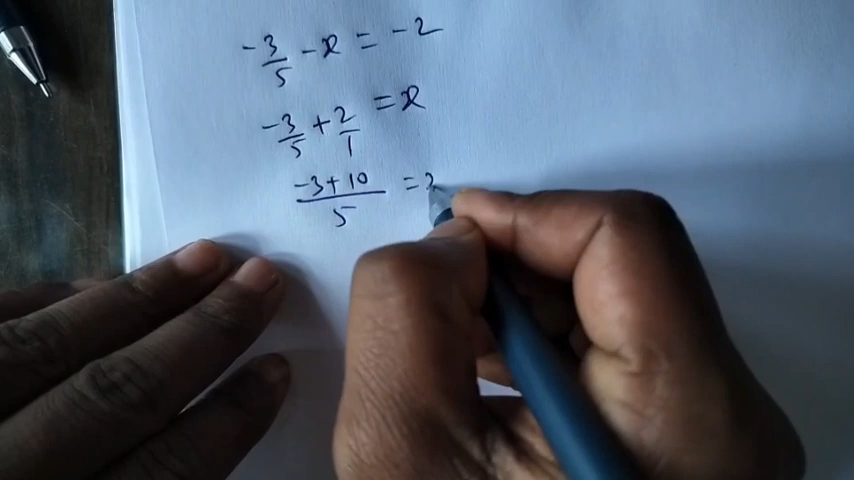 -3/5 - x = -2
-3/5 + 2/1 = x
-3+10/5 =